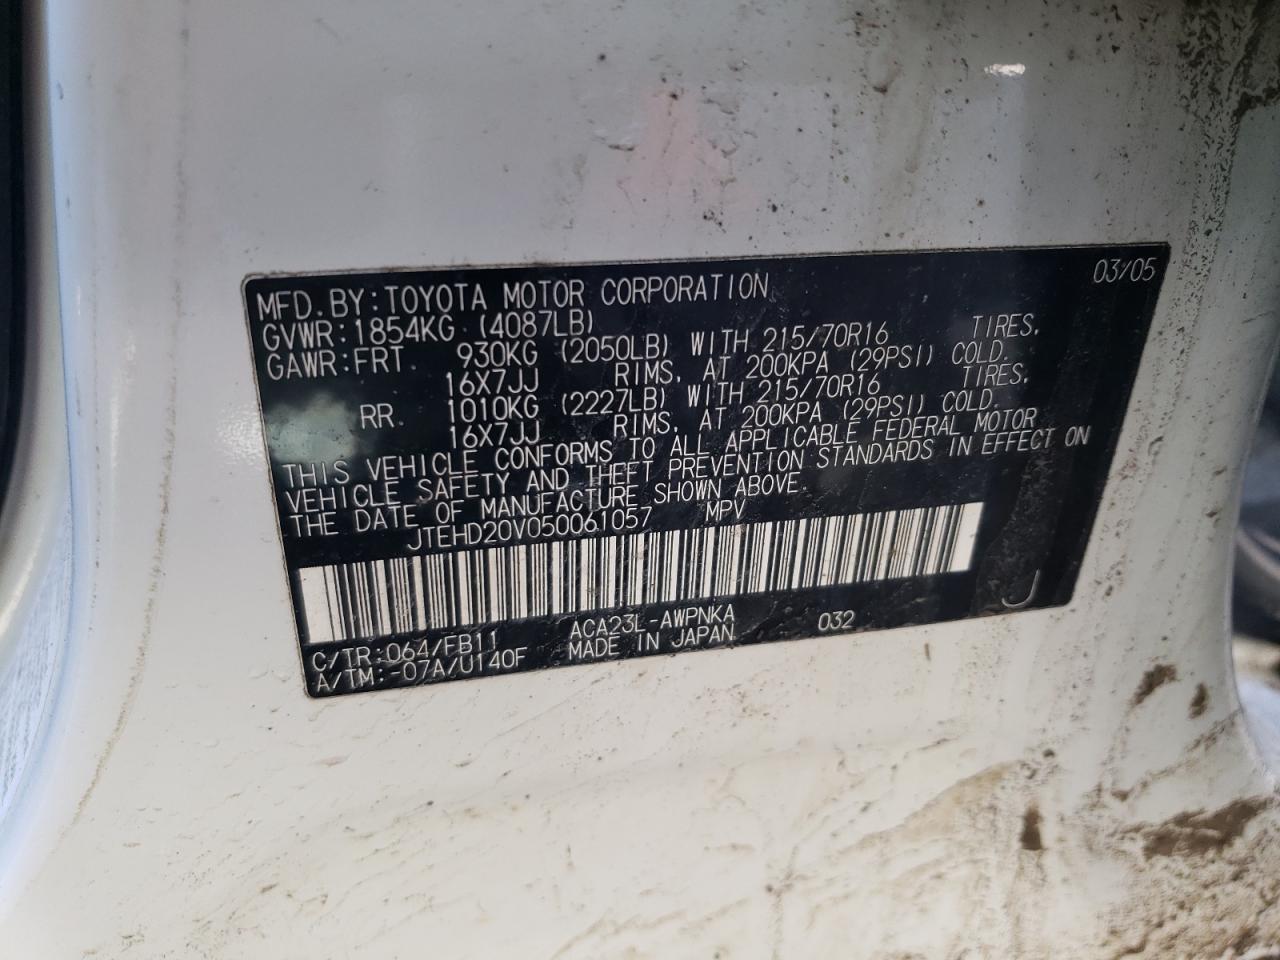 03/05
MFD. BY: TOYOTA MOTOR CORPORATION
GVWR: 1854KG (4087LB)
GAWR: FRT. 930KG (2050LB) WITH 215/70R16 TIRES,
16X7JJ RIMS, AT 200KPA (29PSI) COLD.
RR. 1010KG (2227LB) WITH 215/70R16 TIRES,
16X7JJ RIMS, AT 200KPA (29PSI) COLD.
THIS VEHICLE CONFORMS TO ALL APPLICABLE FEDERAL MOTOR
VEHICLE SAFETY AND THEFT PREVENTION STANDARDS IN EFFECT ON
THE DATE OF MANUFACTURE SHOWN ABOVE.
JTEHD20V050061057 MPV
C/TR: 064/FB11 ACA23L-AWPNKA 032 J
A/TM: -07A/U140F MADE IN JAPAN